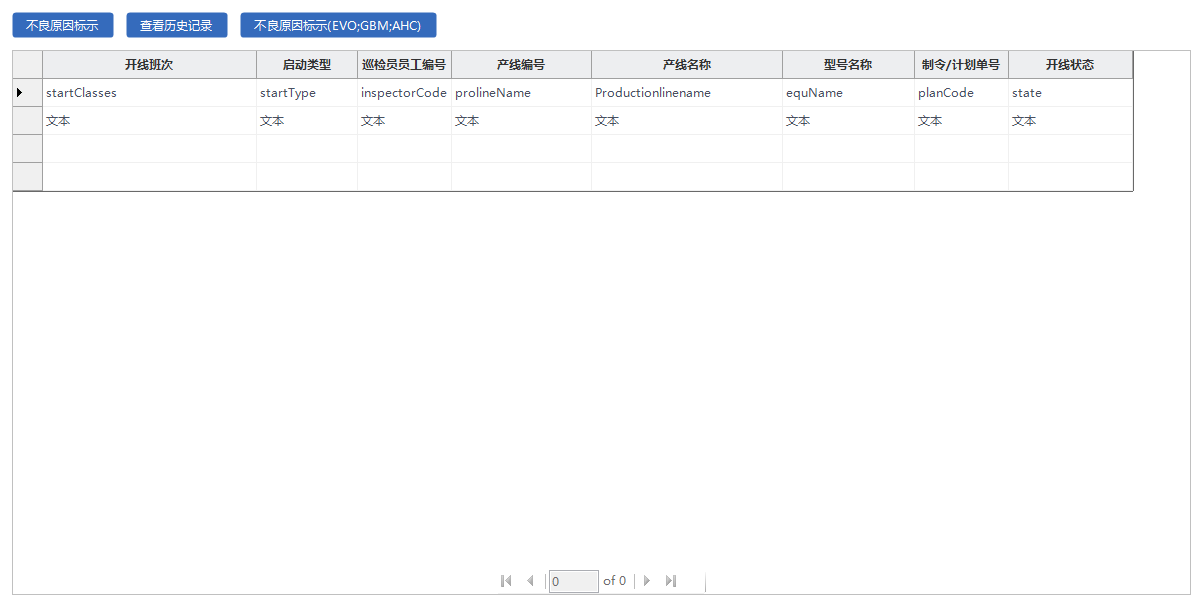 不良原因标示 查看历史记录 不良原因标示(EVO;GBM;AHC)
开线班次 启动类型 巡检员员工编号 产线编号 产线名称 型号名称 制令/计划单号 开线状态
startClasses startType inspectorCode prolineName Productionlinename equName planCode state
文本 文本 文本 文本 文本 文本 文本 文本
0 of 0